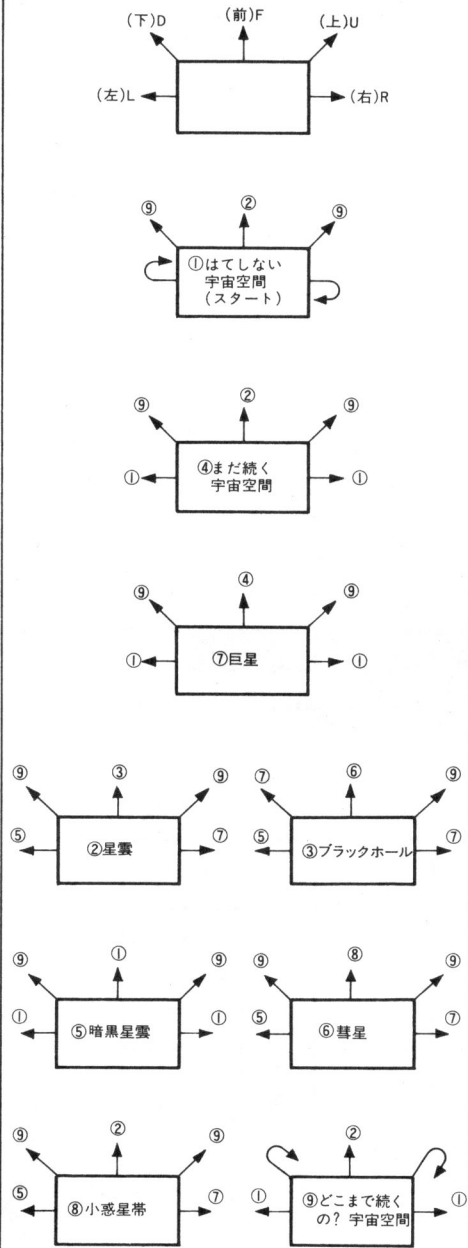 (下)D (前)F (上)U
(左)L (右)R
⑨ ② ⑨
①はてしない
宇宙空間
(スタート)
⑨ ② ⑨
① ④まだ続く ①
宇宙空間
⑨ ④ ⑨
① ⑦巨星 ①
⑨ ③ ⑨
⑤ ②星雲 ⑦
⑦ ⑥ ⑨
⑤ ③ブラックホール ⑦
⑨ ① ⑨
① ⑤暗黒星雲 ①
⑨ ⑧ ⑨
⑤ ⑥彗星 ⑦
⑨ ② ⑨
⑤ ⑧小惑星帯 ⑦
②
① ⑨どこまで続く ①
の? 宇宙空間